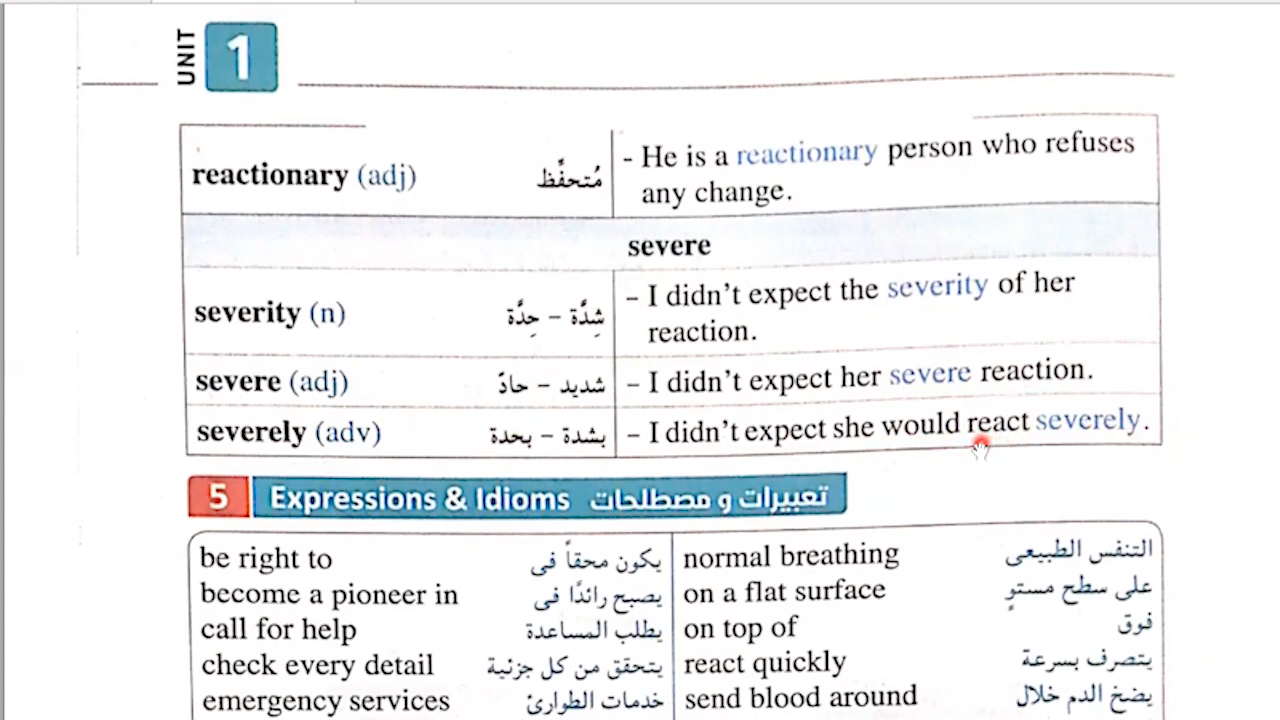 UNIT 1
reactionary (adj) مُتحفِّظ
- He is a reactionary person who refuses
any change.
severe
severity (n) شِدَّة – حِدَّة
– I didn't expect the severity of her
reaction.
severe (adj) شديد – حادّ
– I didn't expect her severe reaction.
severely (adv) بشدة – بحدة
– I didn't expect she would react severely.
5 Expressions & Idioms تعبيرات و مصطلحات
be right to يكون محقاً فى
become a pioneer in يصبح رائدًا فى
call for help يطلب المساعدة
check every detail يتحقق من كل جزئية
emergency services خدمات الطوارئ
normal breathing التنفس الطبيعى
on a flat surface على سطح مستوٍ
on top of فوق
react quickly يتصرف بسرعة
send blood around يضخ الدم خلال